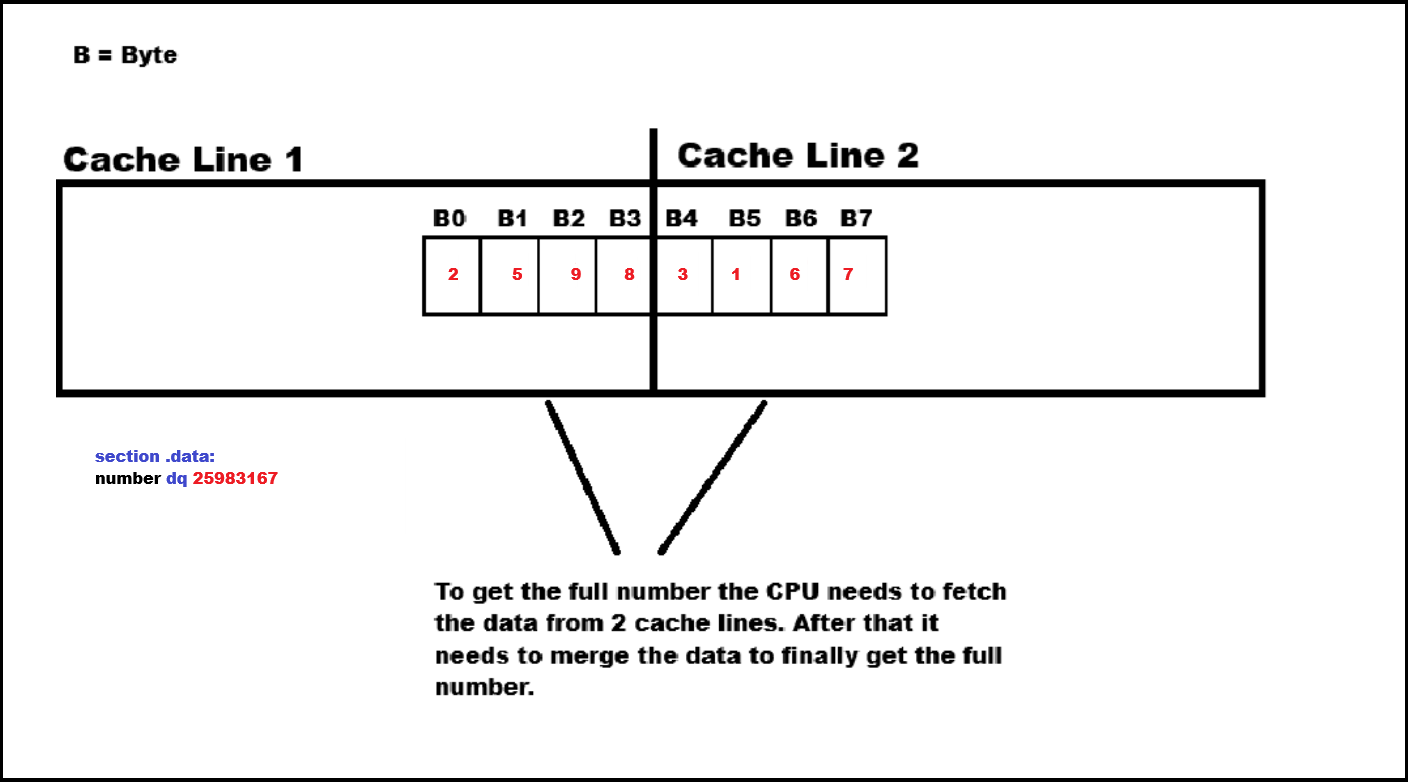 B = Byte
Cache Line 1
Cache Line 2
B0 B1 B2 B3 B4 B5 B6 B7
2 5 9 8 3 1 6 7
section .data:
number dq 25983167
To get the full number the CPU needs to fetch
the data from 2 cache lines. After that it
needs to merge the data to finally get the full
number.